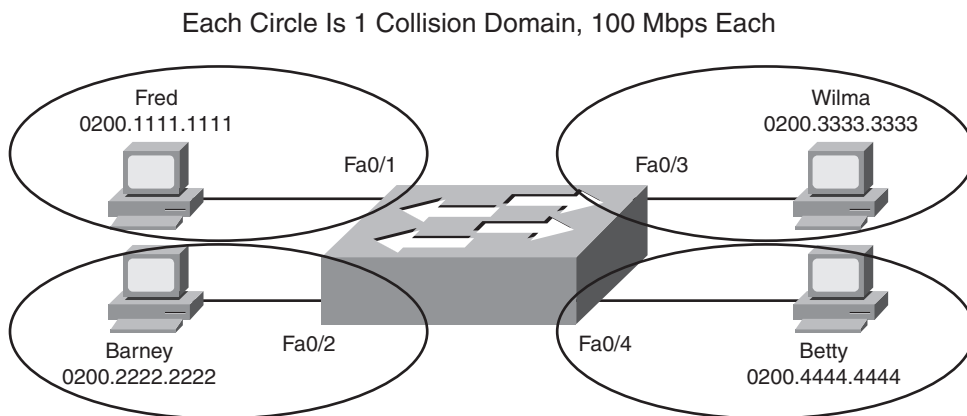 Each Circle Is 1 Collision Domain, 100 Mbps Each
Fred
0200.1111.1111
Fa0/1
Wilma
0200.3333.3333
Fa0/3
Barney
0200.2222.2222
Fa0/2
Fa0/4
Betty
0200.4444.4444